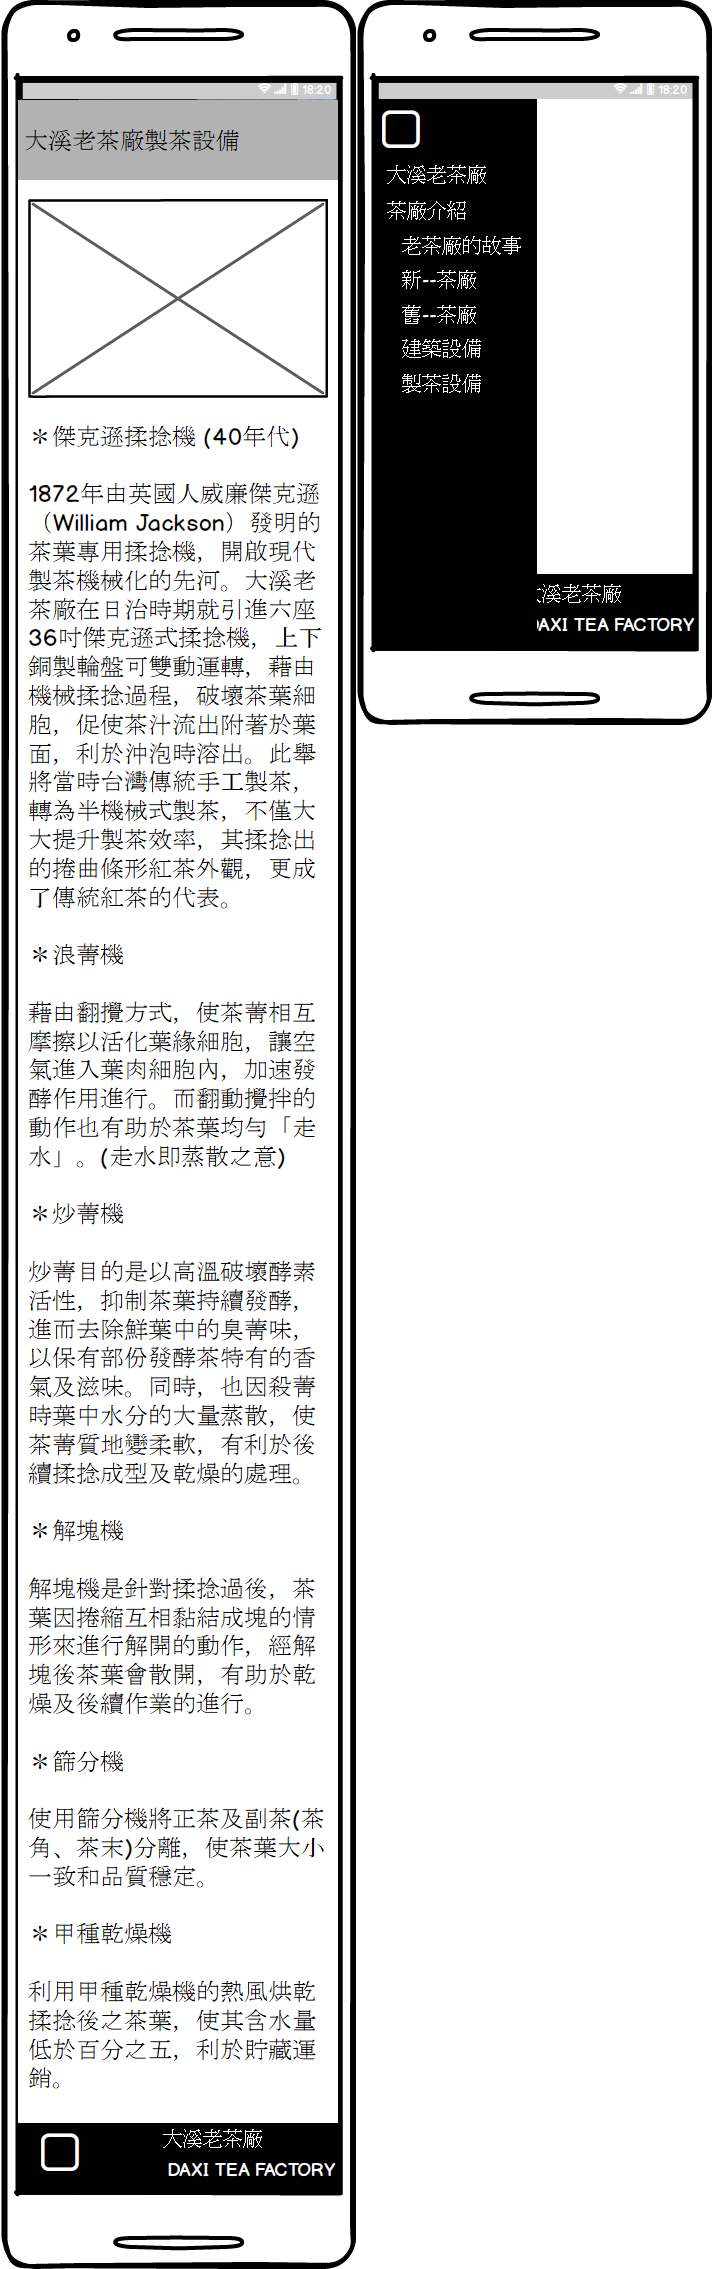 18:20
大溪老茶廠製茶設備
＊傑克遜揉捻機 (40年代)
1872年由英國人威廉傑克遜
（William Jackson）發明的
茶葉專用揉捻機，開啟現代
製茶機械化的先河。大溪老
茶廠在日治時期就引進六座
36吋傑克遜式揉捻機，上下
銅製輪盤可雙動運轉，藉由
機械揉捻過程，破壞茶葉細
胞，促使茶汁流出附著於葉
面，利於沖泡時溶出。此舉
將當時台灣傳統手工製茶，
轉為半機械式製茶，不僅大
大提升製茶效率，其揉捻出
的捲曲條形紅茶外觀，更成
了傳統紅茶的代表。
＊浪菁機
藉由翻攪方式，使茶菁相互
摩擦以活化葉緣細胞，讓空
氣進入葉肉細胞內，加速發
酵作用進行。而翻動攪拌的
動作也有助於茶葉均勻「走
水」。(走水即蒸散之意)
＊炒菁機
炒菁目的是以高溫破壞酵素
活性，抑制茶葉持續發酵，
進而去除鮮葉中的臭菁味，
以保有部份發酵茶特有的香
氣及滋味。同時，也因殺菁
時葉中水分的大量蒸散，使
茶菁質地變柔軟，有利於後
續揉捻成型及乾燥的處理。
＊解塊機
解塊機是針對揉捻過後，茶
葉因捲縮互相黏結成塊的情
形來進行解開的動作，經解
塊後茶葉會散開，有助於乾
燥及後續作業的進行。
＊篩分機
使用篩分機將正茶及副茶(茶
角、茶末)分離，使茶葉大小
一致和品質穩定。
＊甲種乾燥機
利用甲種乾燥機的熱風烘乾
揉捻後之茶葉，使其含水量
低於百分之五，利於貯藏運
銷。
大溪老茶廠
DAXI TEA FACTORY
18:20
大溪老茶廠
茶廠介紹
老茶廠的故事
新--茶廠
舊--茶廠
建築設備
製茶設備
溪老茶廠
AXI TEA FACTORY